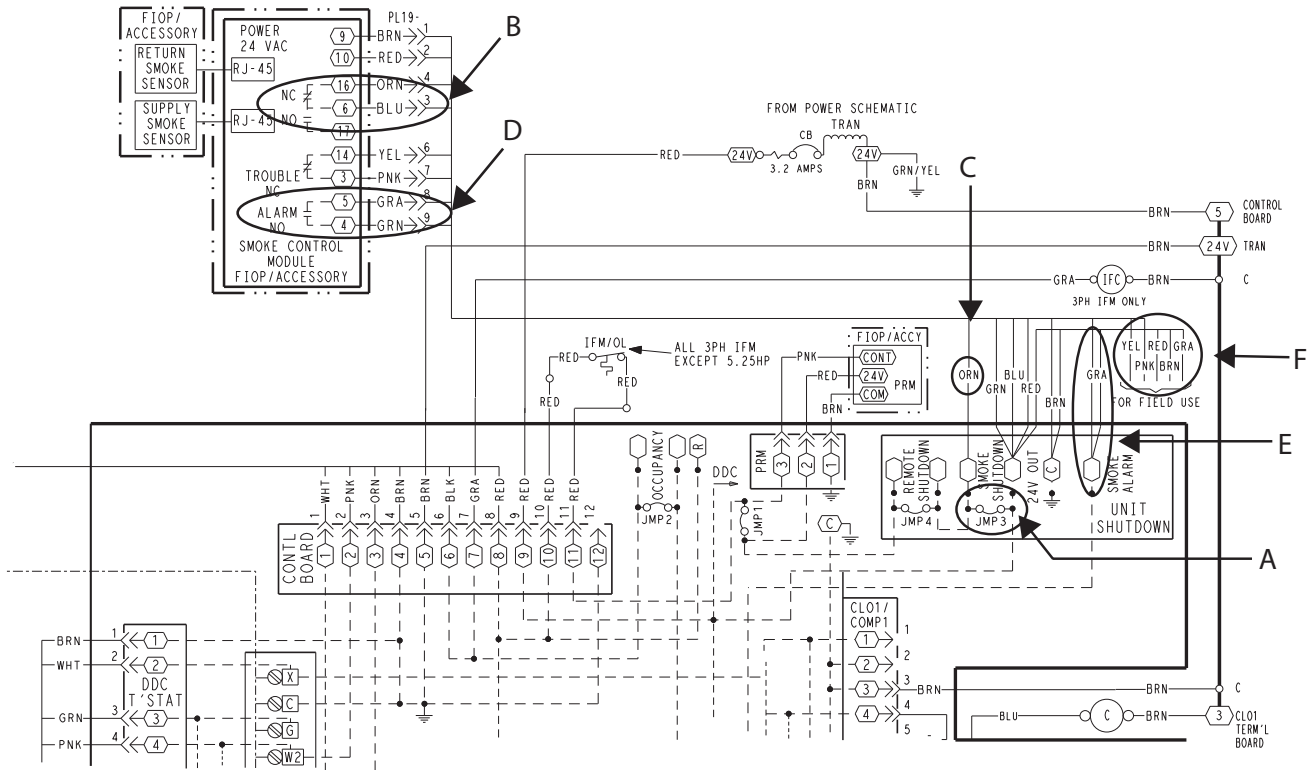 FIOP/
ACCESSORY
RETURN
SMOKE
SENSOR
SUPPLY
SMOKE
SENSOR
POWER
24 VAC
RJ-45
RJ-45
NC
NO
TROUBLE
NC
ALARM
NO
SMOKE CONTROL
MODULE
FIOP/ACCESSORY
PL19-
9 BRN 1
10 RED 2
16 ORN 4
6 BLU 3
17
14 YEL 6
3 PNK 7
5 GRA 8
4 GRN 9
B
D
FROM POWER SCHEMATIC
TRAN
CB
RED 24V 3.2 AMPS 24V
GRN/YEL
BRN
C
BRN 5 CONTROL
BOARD
BRN 24V TRAN
GRA IFC BRN C
3PH IFM ONLY
IFM/OL
RED
RED
RED
ALL 3PH IFM
EXCEPT 5.25HP
FIOP/ACCY
PNK CONT
RED 24V
BRN COM
PRM
ORN
GRN
BLU
RED
BRN
GRA
YEL RED GRA
PNK BRN
FOR FIELD USE
F
E
A
1 WHT
2 PNK
3 ORN
4 BRN
5 BRN
6 BLK
7 GRA
8 RED
9 RED
10 RED
11 RED
12
CONTL
BOARD
1 2 3 4 5 6 7 8 9 10 11 12
OCCUPANCY
R
JMP2
DDC
PRM
3 2 1
JMP1
C
REMOTE
SHUTDOWN
SMOKE
SHUTDOWN
24V OUT
C
SMOKE
ALARM
JMP4
JMP3
UNIT
SHUTDOWN
BRN 1 1
WHT 2 2
DDC
T'STAT
GRN 3 3
PNK 4 4
X
C
G
W2
CLO1/
COMP1
1 1
2 2
3 3 BRN BRN C
4 4
5
BLU C BRN 3 CLO1
TERM'L
BOARD